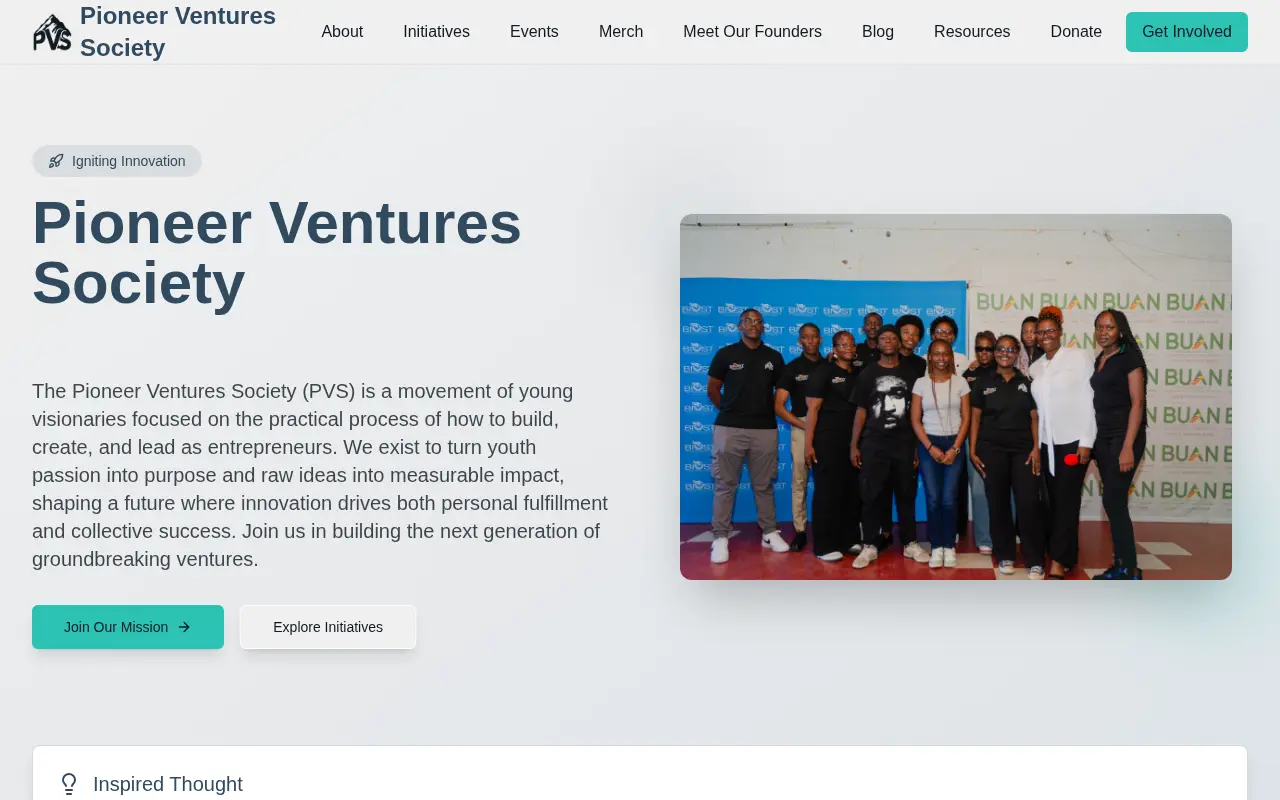 PVS
Pioneer Ventures
Society
About
Initiatives
Events
Merch
Meet Our Founders
Blog
Resources
Donate
Get Involved
Igniting Innovation
Pioneer Ventures
Society
The Pioneer Ventures Society (PVS) is a movement of young
visionaries focused on the practical process of how to build,
create, and lead as entrepreneurs. We exist to turn youth
passion into purpose and raw ideas into measurable impact,
shaping a future where innovation drives both personal fulfillment
and collective success. Join us in building the next generation of
groundbreaking ventures.
Join Our Mission
Explore Initiatives
BUAN BUAN BUAN BUAN
Inspired Thought